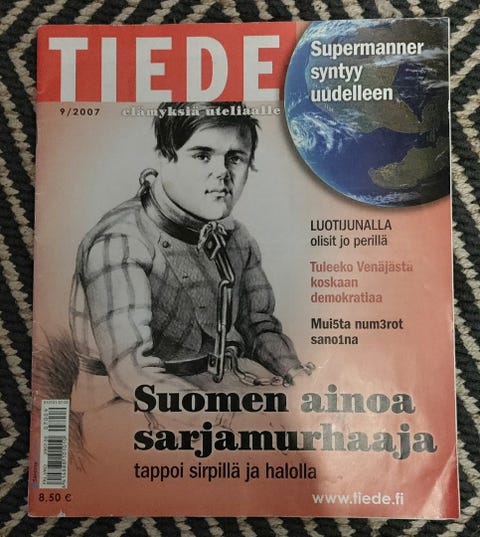 TIEDE
9/2007
elämyksiä uteliaalle
Supermanner
syntyy
uudelleen
LUOTIJUNALLA
olisit jo perillä
Tuleeko Venäjästä
koskaan
demokratiaa
Mui5ta num3rot
sano1na
Suomen ainoa
sarjamurhaaja
tappoi sirpillä ja halolla
8,50 €
www.tiede.fi